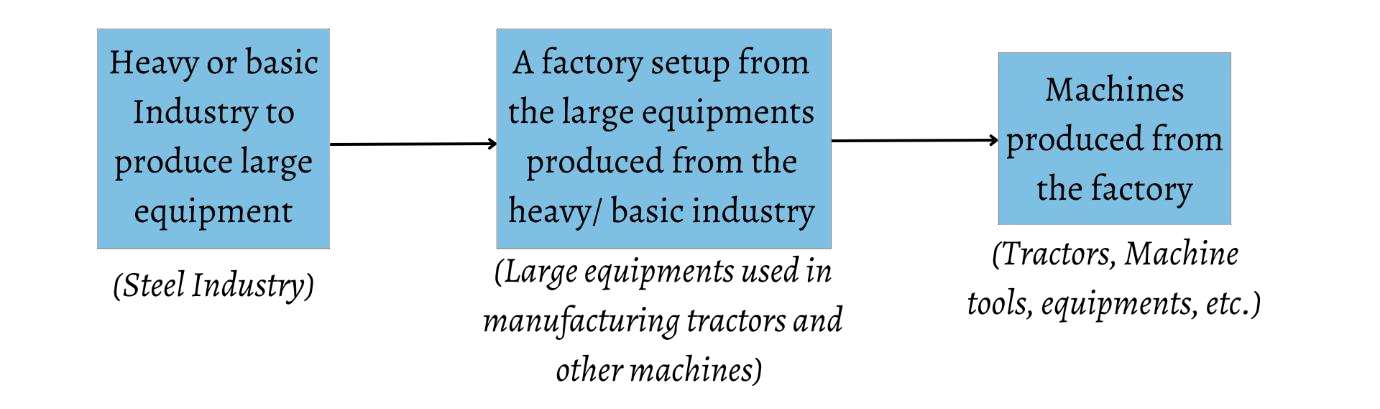 Heavy or basic
Industry to
produce large
equipment
(Steel Industry)
A factory setup from
the large equipments
produced from the
heavy/ basic industry
(Large equipments used in
manufacturing tractors and
other machines)
Machines
produced from
the factory
(Tractors, Machine
tools, equipments, etc.)